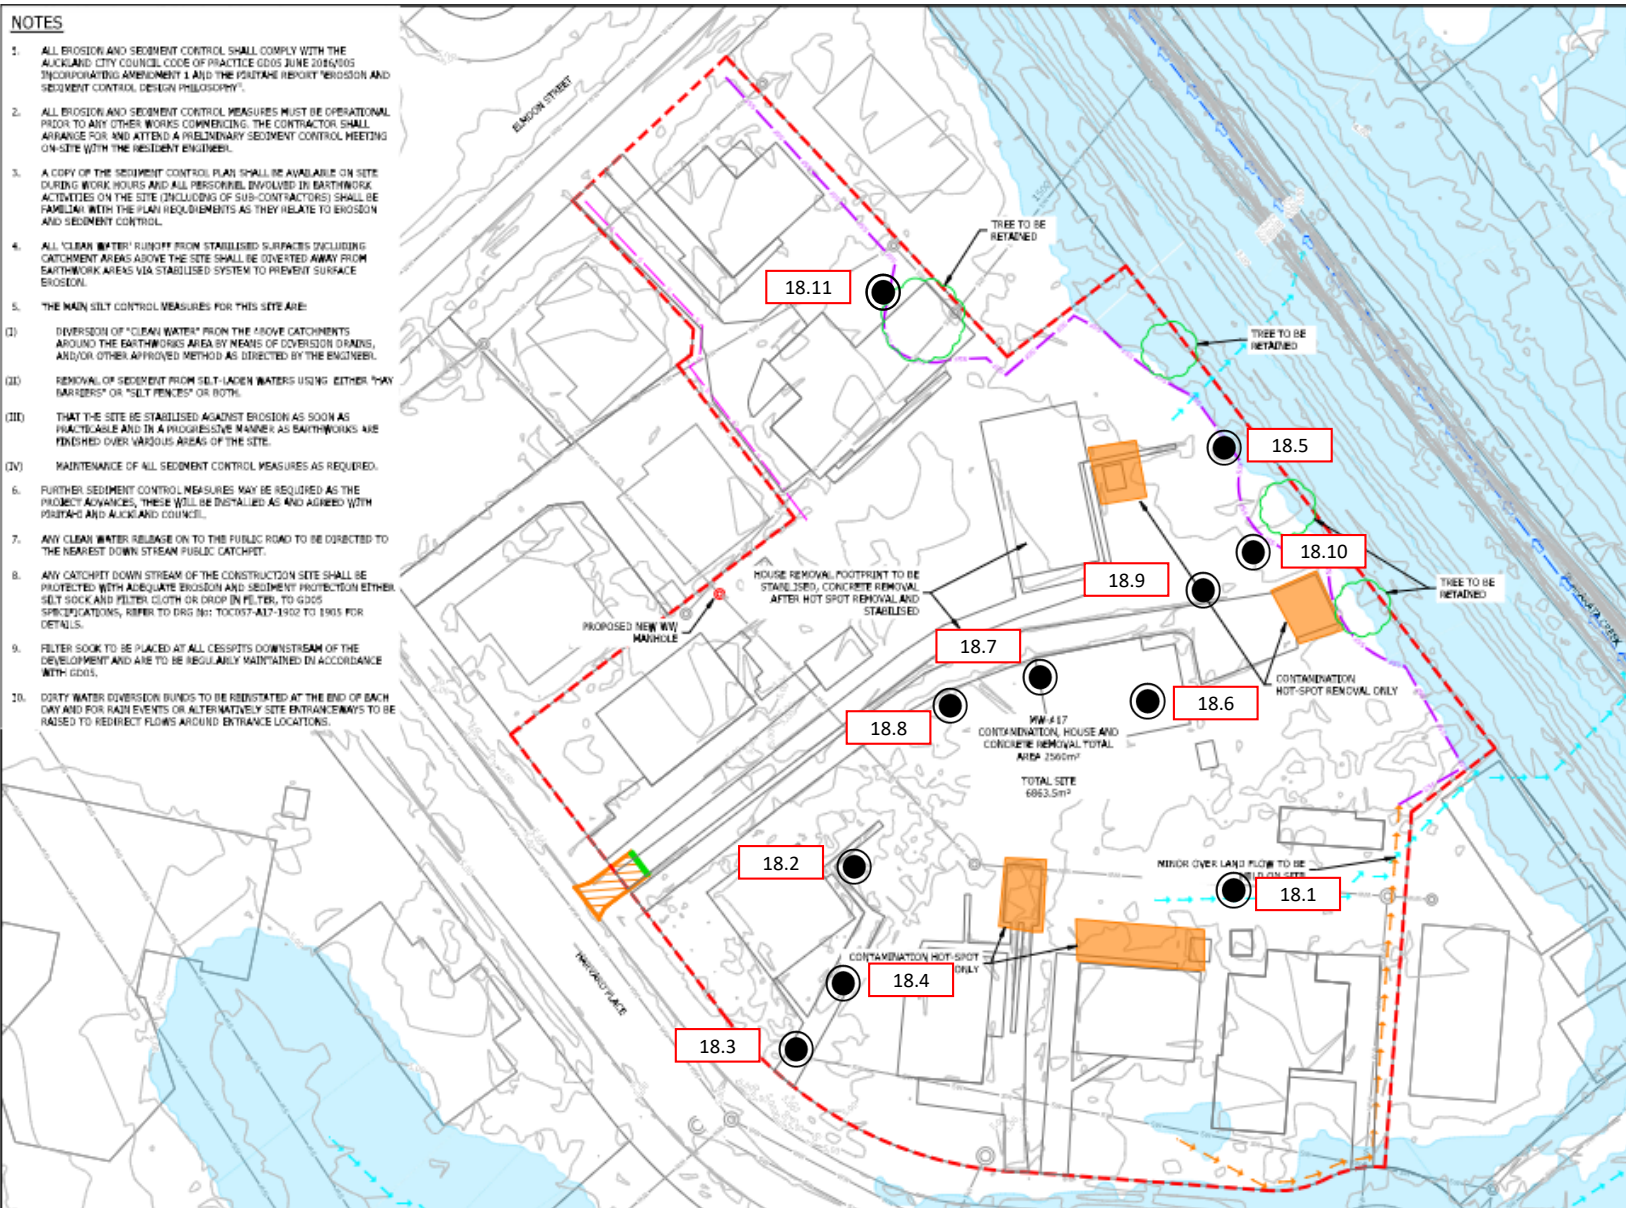 NOTES
1. ALL EROSION AND SEDIMENT CONTROL SHALL COMPLY WITH THE
AUCKLAND CITY COUNCIL CODE OF PRACTICE GD05 JUNE 2016/005
INCORPORATING AMENDMENT 1 AND THE PIRITAHI REPORT "EROSION AND
SEDIMENT CONTROL DESIGN PHILOSOPHY".
2. ALL EROSION AND SEDIMENT CONTROL MEASURES MUST BE OPERATIONAL
PRIOR TO ANY OTHER WORKS COMMENCING. THE CONTRACTOR SHALL
ARRANGE FOR AND ATTEND A PRELIMINARY SEDIMENT CONTROL MEETING
ON-SITE WITH THE RESIDENT ENGINEER.
3. A COPY OF THE SEDIMENT CONTROL PLAN SHALL BE AVAILABLE ON SITE
DURING WORK HOURS AND ALL PERSONNEL INVOLVED IN EARTHWORK
ACTIVITIES ON THE SITE (INCLUDING OF SUB-CONTRACTORS) SHALL BE
FAMILIAR WITH THE PLAN REQUIREMENTS AS THEY RELATE TO EROSION
AND SEDIMENT CONTROL.
4. ALL 'CLEAN WATER' RUNOFF FROM STABILISED SURFACES INCLUDING
CATCHMENT AREAS ABOVE THE SITE SHALL BE DIVERTED AWAY FROM
EARTHWORK AREAS VIA STABILISED SYSTEM TO PREVENT SURFACE
EROSION.
5. THE MAIN SILT CONTROL MEASURES FOR THIS SITE ARE:
(I) DIVERSION OF "CLEAN WATER" FROM THE ABOVE CATCHMENTS
AROUND THE EARTHWORKS AREA BY MEANS OF DIVERSION DRAINS,
AND/OR OTHER APPROVED METHOD AS DIRECTED BY THE ENGINEER.
(II) REMOVAL OF SEDIMENT FROM SILT-LADEN WATERS USING EITHER "HAY
BARRIERS" OR "SILT FENCES" OR BOTH.
(III) THAT THE SITE BE STABILISED AGAINST EROSION AS SOON AS
PRACTICABLE AND IN A PROGRESSIVE MANNER AS EARTHWORKS ARE
FINISHED OVER VARIOUS AREAS OF THE SITE.
(IV) MAINTENANCE OF ALL SEDIMENT CONTROL MEASURES AS REQUIRED.
6. FURTHER SEDIMENT CONTROL MEASURES MAY BE REQUIRED AS THE
PROJECT ADVANCES, THESE WILL BE INSTALLED AS AND AGREED WITH
PIRITAHI AND AUCKLAND COUNCIL.
7. ANY CLEAN WATER RELEASE ON TO THE PUBLIC ROAD TO BE DIRECTED TO
THE NEAREST DOWN STREAM PUBLIC CATCHPIT.
8. ANY CATCHPIT DOWN STREAM OF THE CONSTRUCTION SITE SHALL BE
PROTECTED WITH ADEQUATE EROSION AND SEDIMENT PROTECTION EITHER
SILT SOCK AND FILTER CLOTH OR DROP IN FILTER, TO GD05
SPECIFICATIONS, REFER TO DRG No: TOC057-A17-1902 TO 1905 FOR
DETAILS.
9. FILTER SOCK TO BE PLACED AT ALL CESSPITS DOWNSTREAM OF THE
DEVELOPMENT AND ARE TO BE REGULARLY MAINTAINED IN ACCORDANCE
WITH GD05.
10. DIRTY WATER DIVERSION BUNDS TO BE REINSTATED AT THE END OF EACH
DAY AND FOR RAIN EVENTS OR ALTERNATIVELY SITE ENTRANCEWAYS TO BE
RAISED TO REDIRECT FLOWS AROUND ENTRANCE LOCATIONS.
ELMDON STREET
TREE TO BE
RETAINED
18.11
TREE TO BE
RETAINED
18.5
18.10
18.9
HOUSE REMOVAL FOOTPRINT TO BE
STABILISED, CONCRETE REMOVAL
AFTER HOT SPOT REMOVAL AND
STABILISED
TREE TO BE
RETAINED
PROPOSED NEW WW
MANHOLE
18.7
CONTAMINATION
HOT-SPOT REMOVAL ONLY
18.6
18.8
CONTAMINATION, HOUSE AND
CONCRETE REMOVAL TOTAL
AREA 2560m²
TOTAL SITE
6863.5m²
18.2
MINOR OVER LAND FLOW TO BE
ON SITE
18.1
CONTAMINATION HOT-SPOT
ONLY
18.4
HARVARD PLACE
18.3